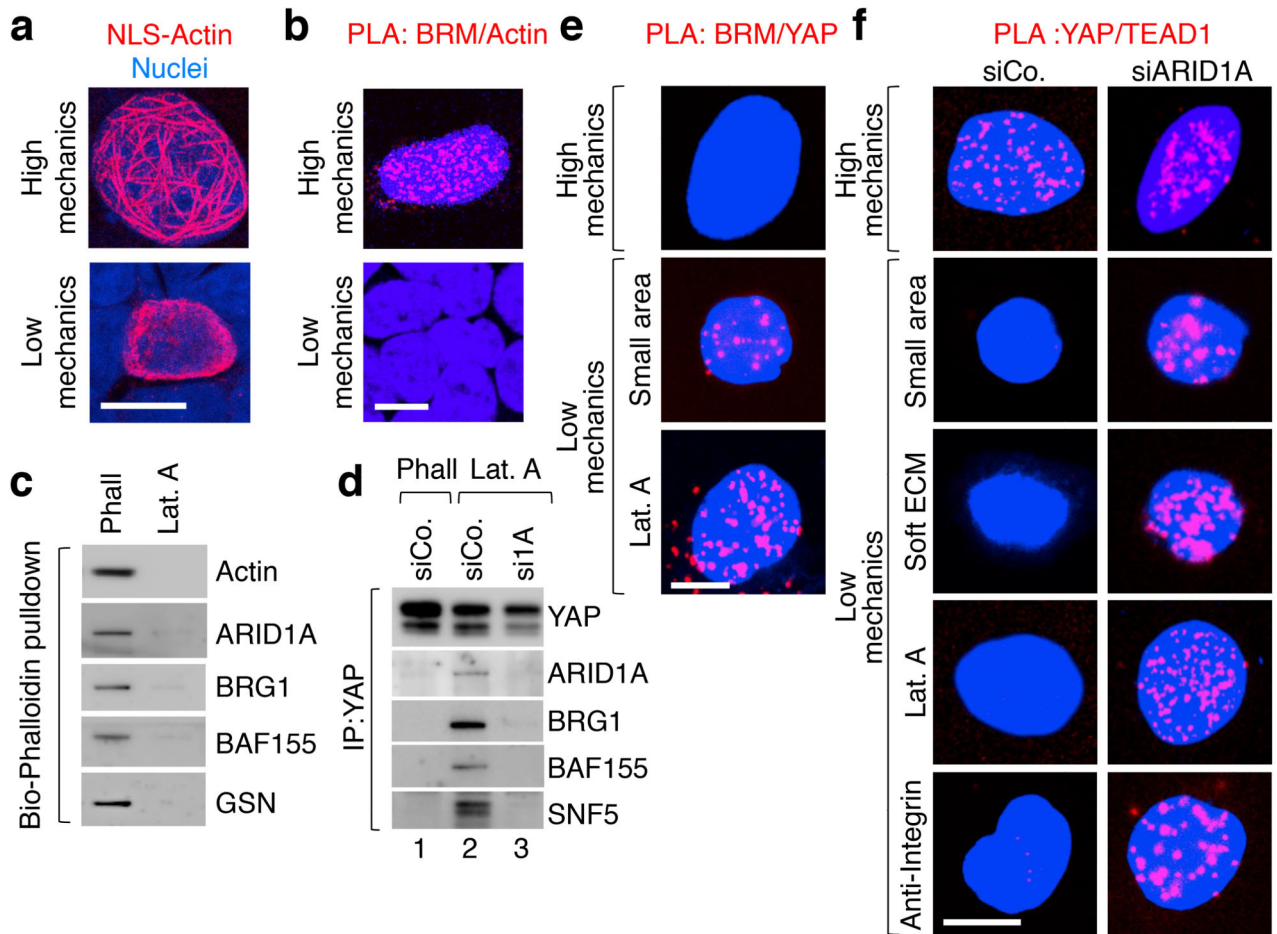 a
NLS-Actin
Nuclei
High
mechanics
Low
mechanics
b
PLA: BRM/Actin
High
mechanics
Low
mechanics
c
Phall
Lat. A
Bio-Phalloidin pulldown
Actin
ARID1A
BRG1
BAF155
GSN
d
Phall Lat. A
siCo.
siCo.
si1A
IP:YAP
YAP
ARID1A
BRG1
BAF155
SNF5
1 2 3
e
PLA: BRM/YAP
High
mechanics
Low
mechanics
Small area
Lat. A
f
PLA :YAP/TEAD1
siCo. siARID1A
High
mechanics
Low
mechanics
Small area
Soft ECM
Lat. A
Anti-Integrin